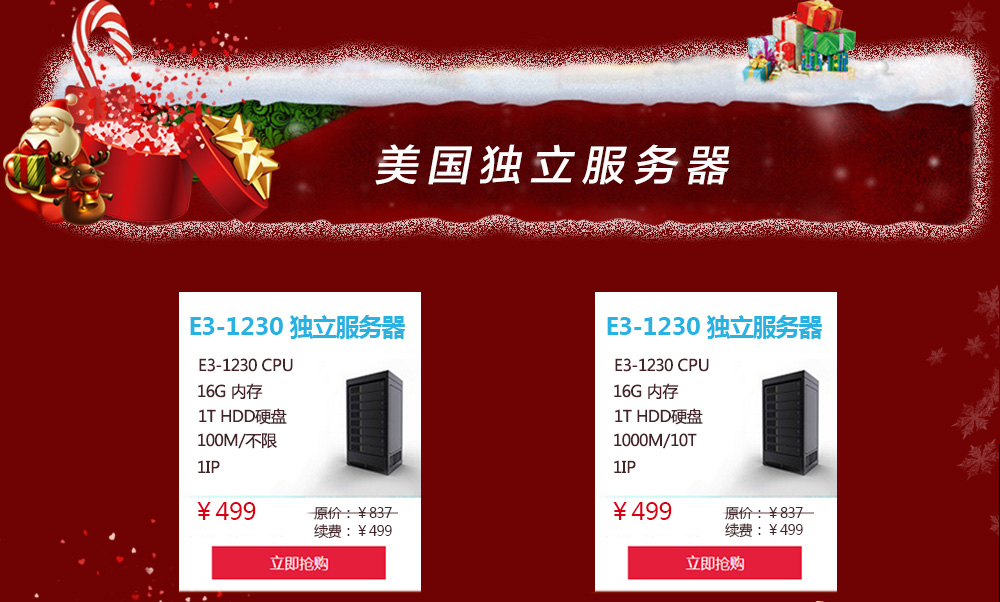 美国独立服务器
E3-1230 独立服务器
E3-1230 CPU
16G 内存
1T HDD硬盘
100M/不限
1IP
￥499
原价：￥837
续费：￥499
立即抢购
E3-1230 独立服务器
E3-1230 CPU
16G 内存
1T HDD硬盘
1000M/10T
1IP
￥499
原价：￥837
续费：￥499
立即抢购